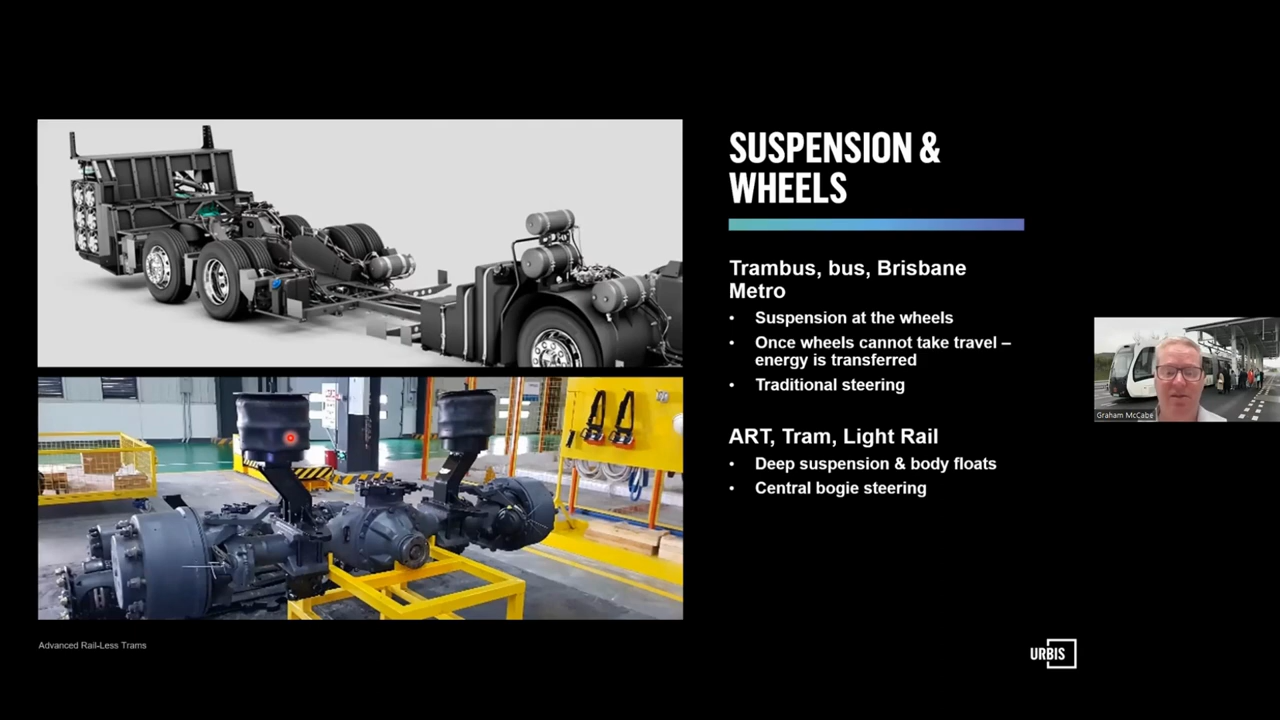 SUSPENSION &
WHEELS
Trambus, bus, Brisbane
Metro
• Suspension at the wheels
• Once wheels cannot take travel –
energy is transferred
• Traditional steering
ART, Tram, Light Rail
• Deep suspension & body floats
• Central bogie steering
Graham McCabe
Advanced Rail-Less Trams
URBIS